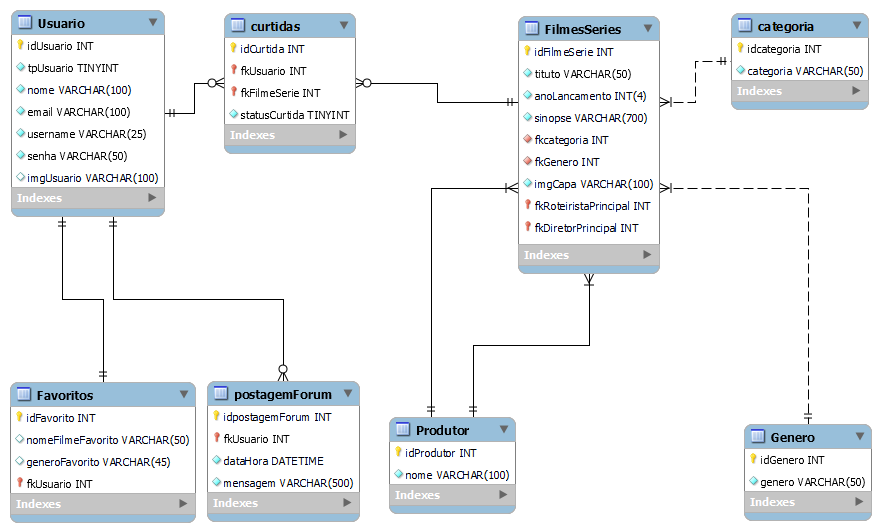 Usuario
idUsuario INT
tpUsuario TINYINT
nome VARCHAR(100)
email VARCHAR(100)
username VARCHAR(25)
senha VARCHAR(50)
imgUsuario VARCHAR(100)
Indexes
curtidas
idCurtida INT
fkUsuario INT
fkFilmeSerie INT
statusCurtida TINYINT
Indexes
FilmesSeries
idFilmeSerie INT
tituto VARCHAR(50)
anoLancamento INT(4)
sinopse VARCHAR(700)
fkcategoria INT
fkGenero INT
imgCapa VARCHAR(100)
fkRoteiristaPrincipal INT
fkDiretorPrincipal INT
Indexes
categoria
idcategoria INT
categoria VARCHAR(50)
Indexes
Favoritos
idFavorito INT
nomeFilmeFavorito VARCHAR(50)
generoFavorito VARCHAR(45)
fkUsuario INT
Indexes
postagemForum
idpostagemForum INT
fkUsuario INT
dataHora DATETIME
mensagem VARCHAR(500)
Indexes
Produtor
idProdutor INT
nome VARCHAR(100)
Indexes
Genero
idGenero INT
genero VARCHAR(50)
Indexes